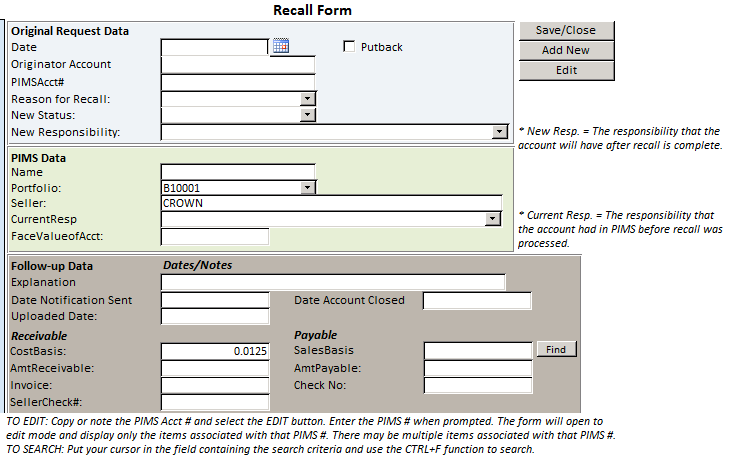 Recall Form
Original Request Data
Save/Close
Date
Putback
Add New
Originator Account
Edit
PIMSAcct#
Reason for Recall:
New Status:
New Responsibility:
* New Resp. = The responsibility that the
account will have after recall is complete.
PIMS Data
Name
Portfolio: B10001
Seller: CROWN
CurrentResp
FaceValueofAcct:
* Current Resp. = The responsibility that
the account had in PIMS before recall was
processed.
Follow-up Data Dates/Notes
Explanation
Date Notification Sent Date Account Closed
Uploaded Date:
Receivable Payable
CostBasis: 0.0125 SalesBasis Find
AmtReceivable: AmtPayable:
Invoice: Check No:
SellerCheck#:
TO EDIT: Copy or note the PIMS Acct # and select the EDIT button. Enter the PIMS # when prompted. The form will open to
edit mode and display only the items associated with that PIMS #. There may be multiple items associated with that PIMS #.
TO SEARCH: Put your cursor in the field containing the search criteria and use the CTRL+F function to search.